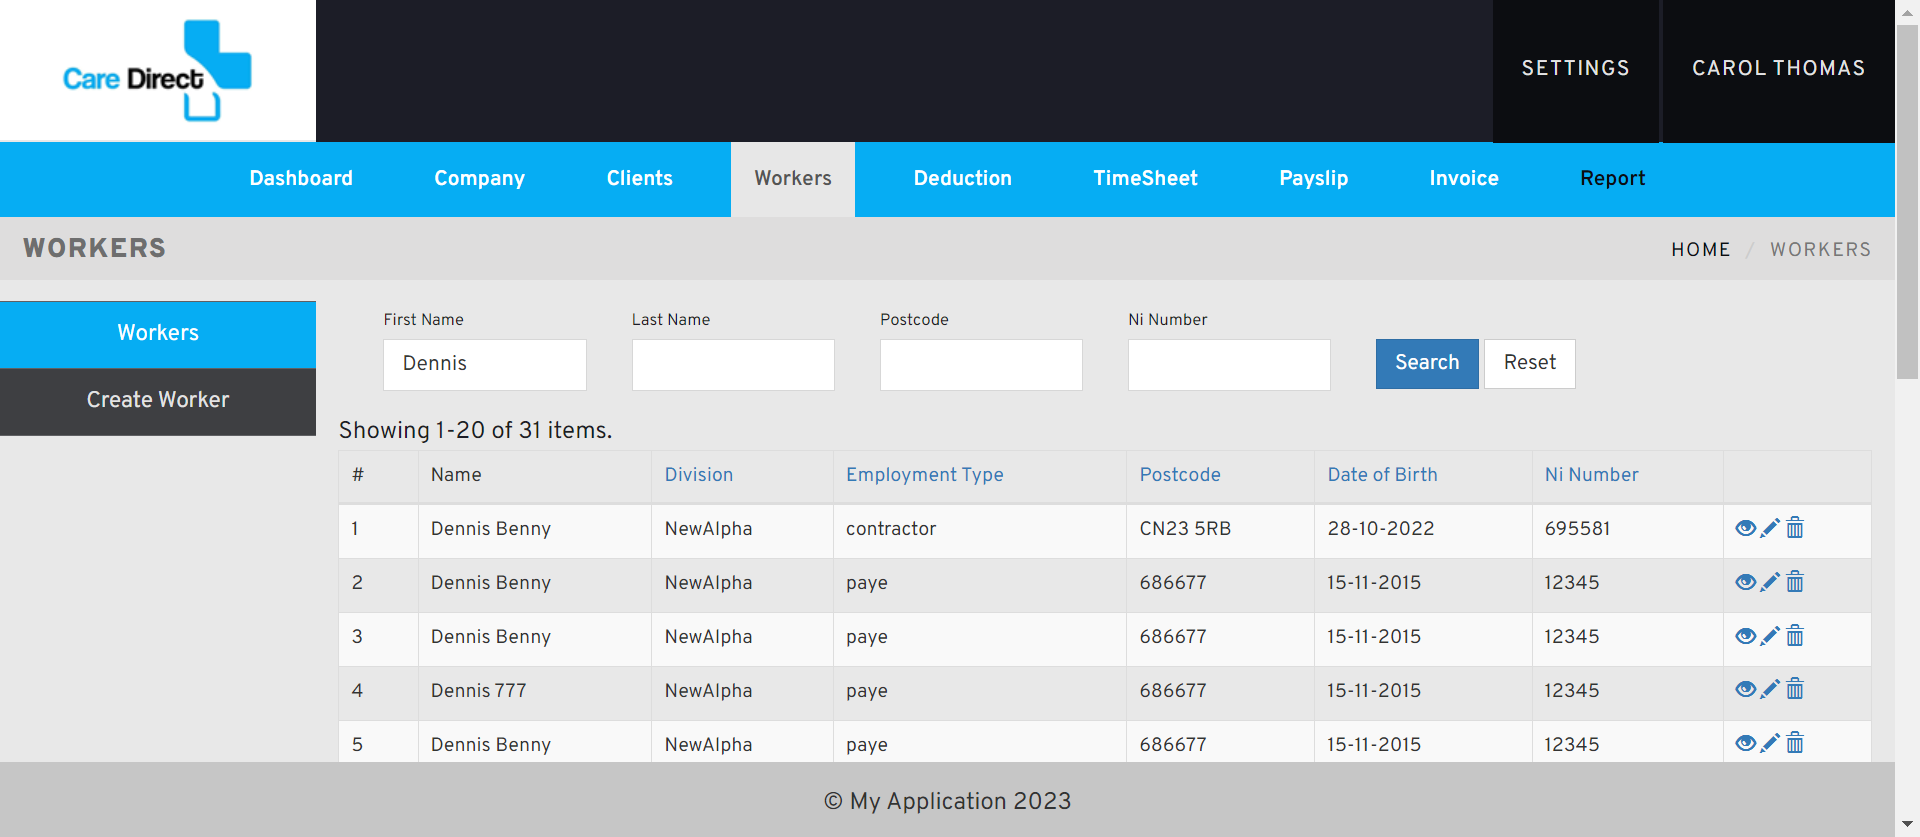 Care Direct
SETTINGS
CAROL THOMAS
Dashboard Company Clients Workers Deduction TimeSheet Payslip Invoice Report
WORKERS
HOME / WORKERS
Workers
Create Worker
First Name Last Name Postcode Ni Number
Dennis
Search Reset
Showing 1-20 of 31 items.
# Name Division Employment Type Postcode Date of Birth Ni Number
1 Dennis Benny NewAlpha contractor CN23 5RB 28-10-2022 695581
2 Dennis Benny NewAlpha paye 686677 15-11-2015 12345
3 Dennis Benny NewAlpha paye 686677 15-11-2015 12345
4 Dennis 777 NewAlpha paye 686677 15-11-2015 12345
5 Dennis Benny NewAlpha paye 686677 15-11-2015 12345
© My Application 2023